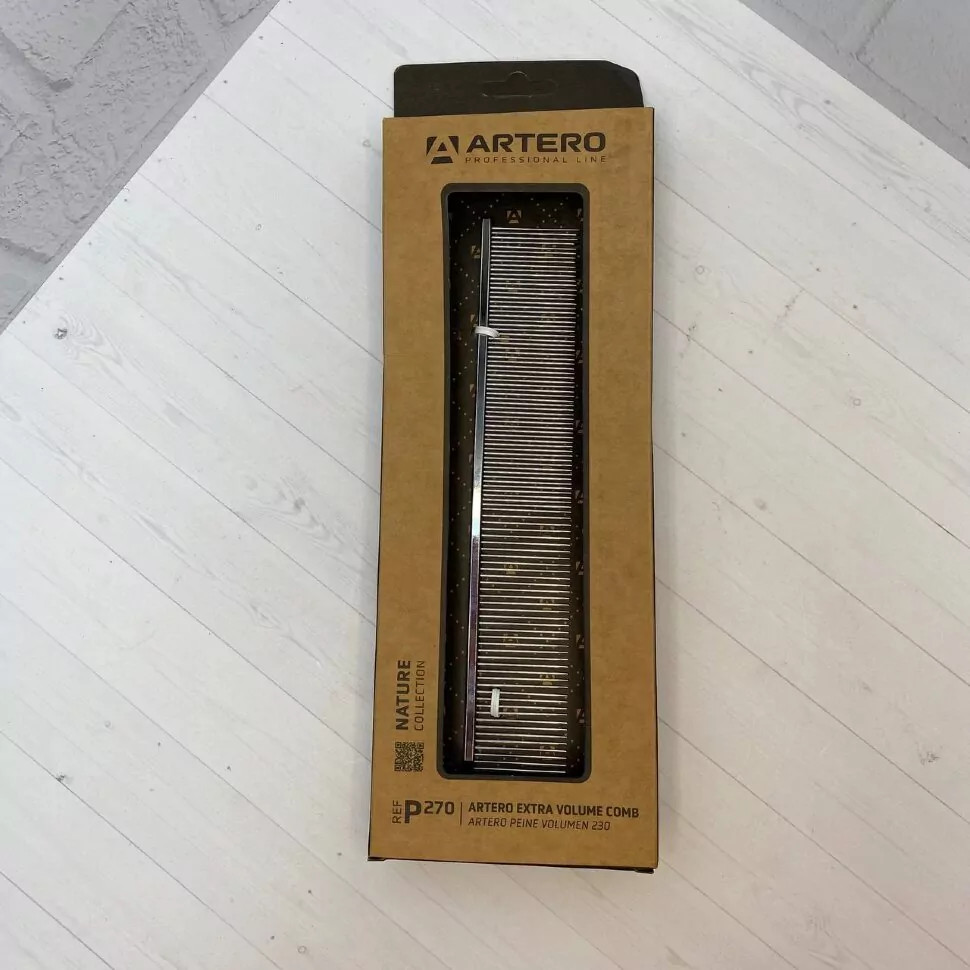 ARTERO
PROFESSIONAL LINE
NATURE
COLLECTION
REF P270
ARTERO EXTRA VOLUME COMB
ARTERO PEINE VOLUMEN 230